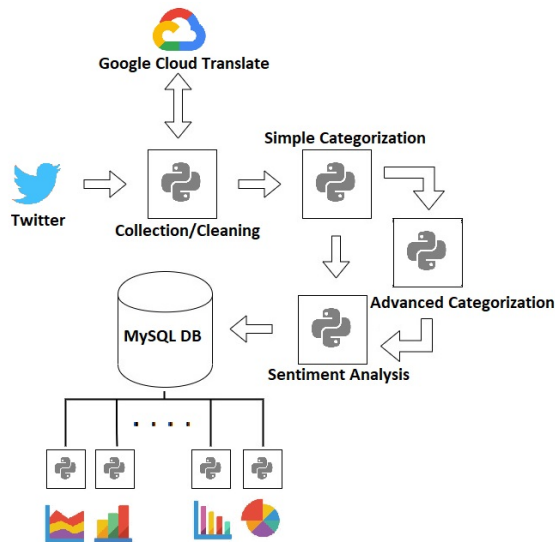 Google Cloud Translate
Simple Categorization
Twitter
Collection/Cleaning
Advanced Categorization
MySQL DB
Sentiment Analysis